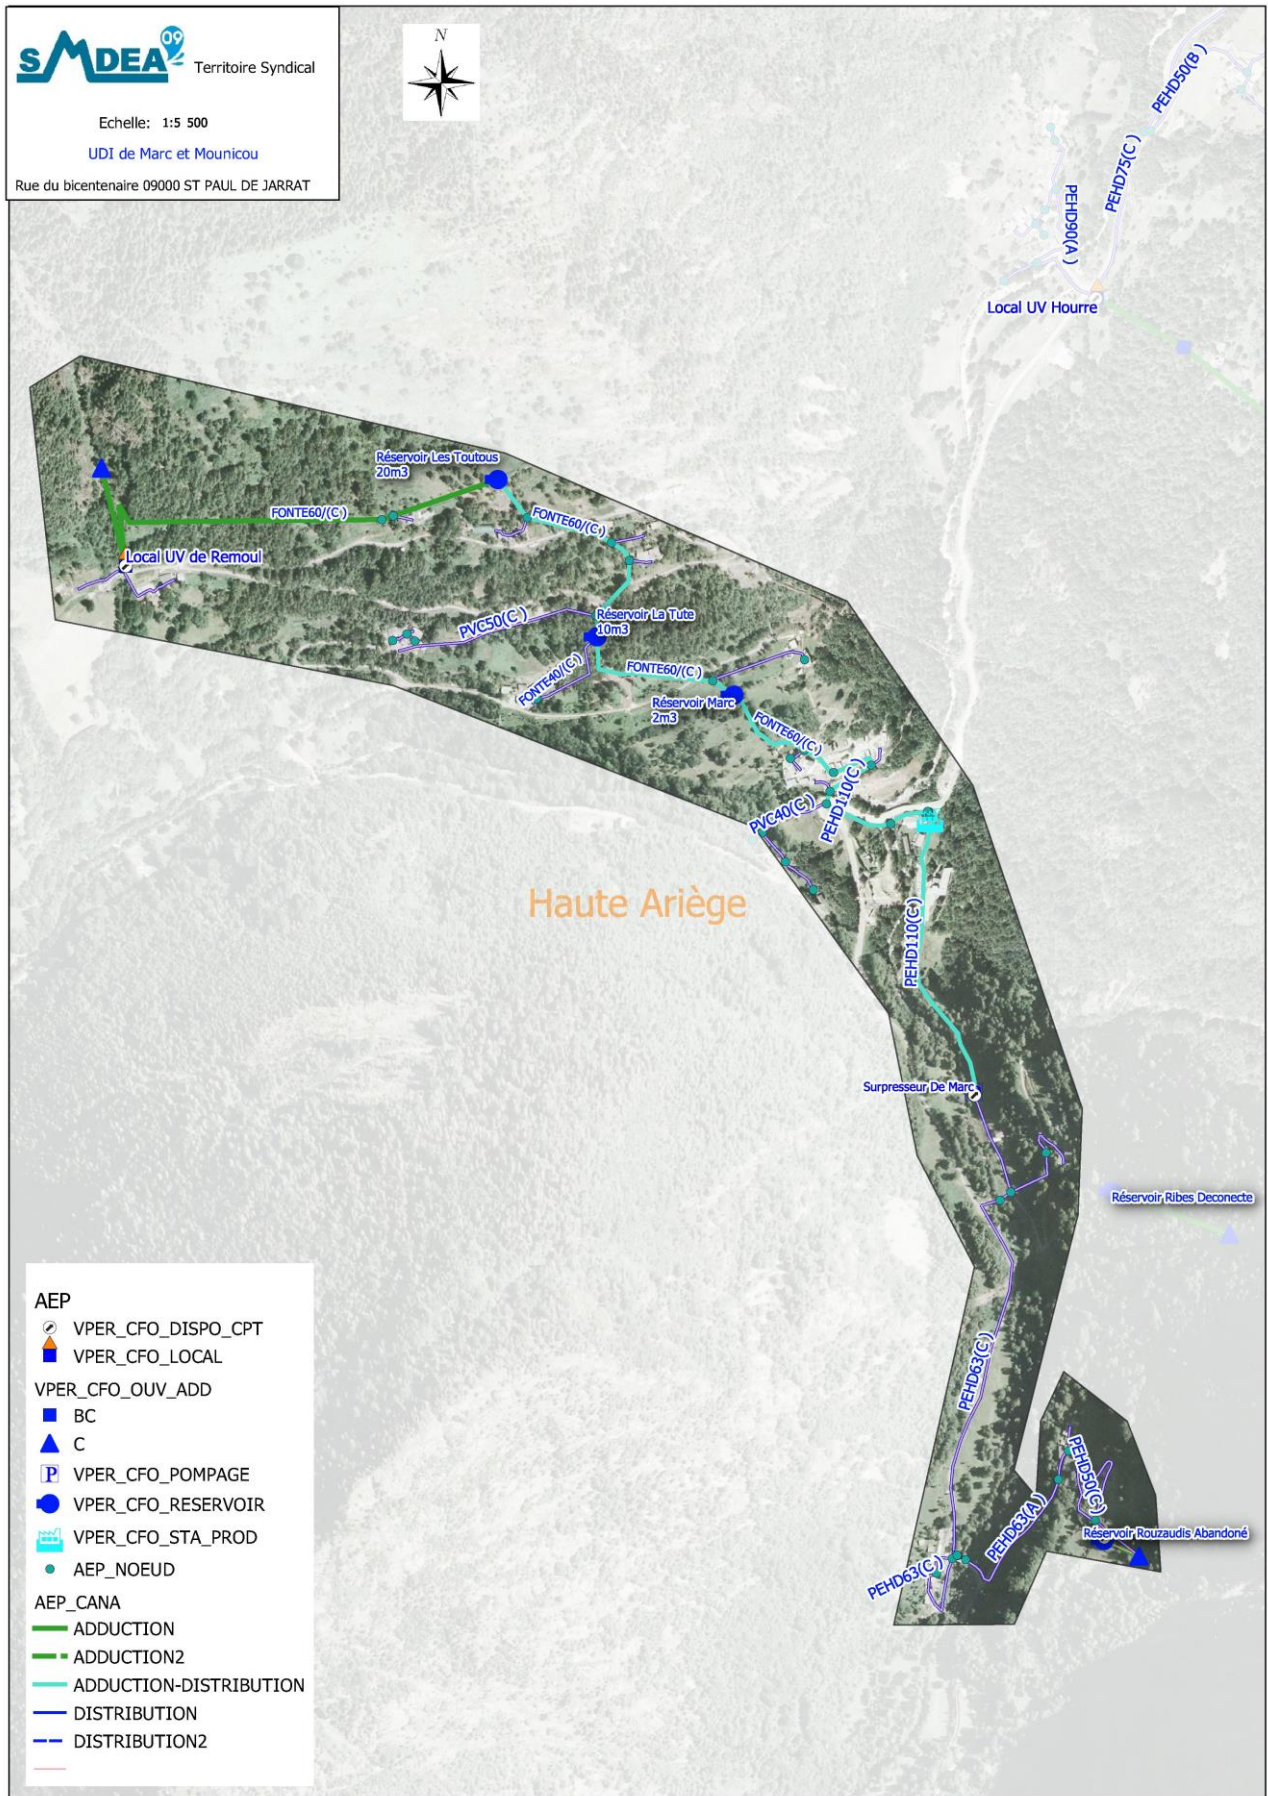 SMDEA 09
Territoire Syndical
Echelle: 1:5 500
UDI de Marc et Mounicou
Rue du bicentenaire 09000 ST PAUL DE JARRAT
N
PEHD50(B )
PEHD75(C )
PEHD90(A )
Local UV Hourre
Réservoir Les Toutous
20m3
FONTE60/(C )
FONTE60/(C )
Local UV de Remoul
Réservoir La Tute
10m3
PVC50(C )
FONTE40/(C )
FONTE60/(C )
Réservoir Marc
2m3
FONTE60/(C )
PEHD110(C )
PVC40(C )
Haute Ariège
PEHD110(C )
Surpresseur De Marc
Réservoir Ribes Deconecte
PEHD63(C )
PEHD50(C )
PEHD63(A )
Réservoir Rouzaudis Abandoné
PEHD63(C )
AEP
VPER_CFO_DISPO_CPT
VPER_CFO_LOCAL
VPER_CFO_OUV_ADD
BC
C
P VPER_CFO_POMPAGE
VPER_CFO_RESERVOIR
VPER_CFO_STA_PROD
AEP_NOEUD
AEP_CANA
ADDUCTION
ADDUCTION2
ADDUCTION-DISTRIBUTION
DISTRIBUTION
DISTRIBUTION2